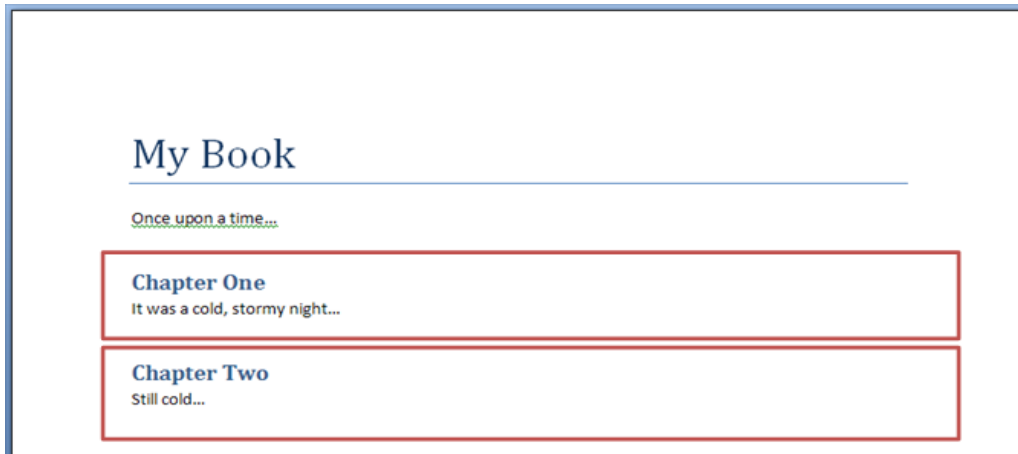 My Book
Once upon a time...
Chapter One
It was a cold, stormy night...
Chapter Two
Still cold...